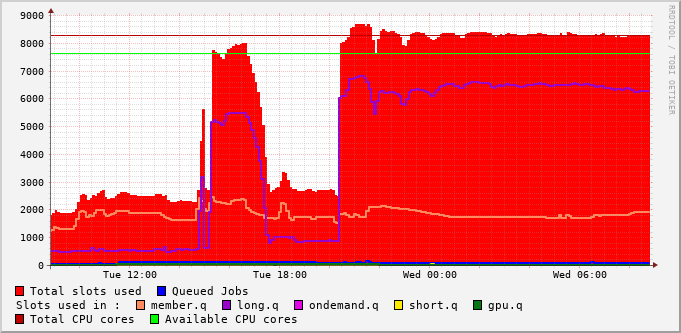 9000
8000
7000
6000
5000
4000
3000
2000
1000
0
Tue 12:00 Tue 18:00 Wed 00:00 Wed 06:00
RRDTOOL / TOBI OETIKER
Total slots used Queued Jobs
Slots used in : member.q long.q ondemand.q short.q gpu.q
Total CPU cores Available CPU cores